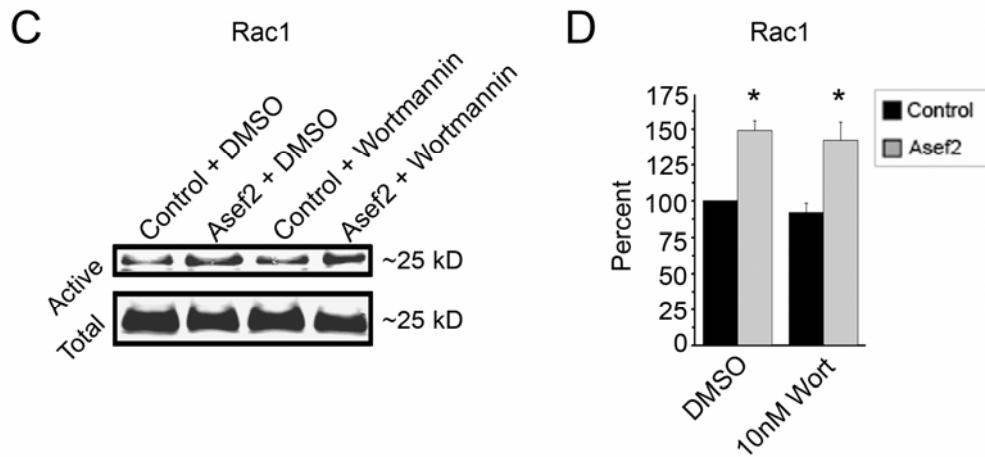 C
Rac1
Control + DMSO
Asef2 + DMSO
Control + Wortmannin
Asef2 + Wortmannin
Active
~25 kD
Total
~25 kD
D
Rac1
175
150
125
100
75
50
25
0
Percent
*
*
DMSO
10nM Wort
Control
Asef2